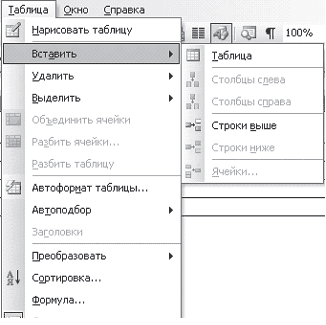 Таблица Окно Справка
Нарисовать таблицу
100%
Вставить
Таблица
Удалить
Столбцы слева
Выделить
Столбцы справа
Объединить ячейки
Строки выше
Разбить ячейки...
Строки ниже
Разбить таблицу
Ячейки...
Автоформат таблицы...
Автоподбор
Заголовки
Преобразовать
Сортировка...
Формула...